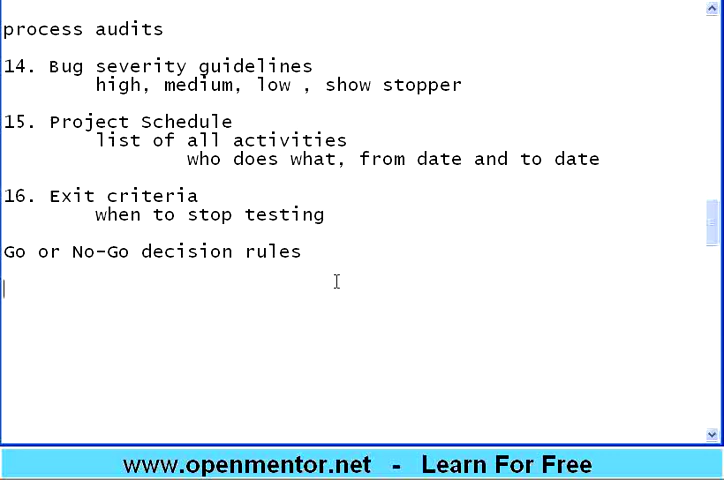 process audits
14. Bug severity guidelines
high, medium, low , show stopper
15. Project Schedule
list of all activities
who does what, from date and to date
16. Exit criteria
when to stop testing
Go or No-Go decision rules
www.openmentor.net - Learn For Free